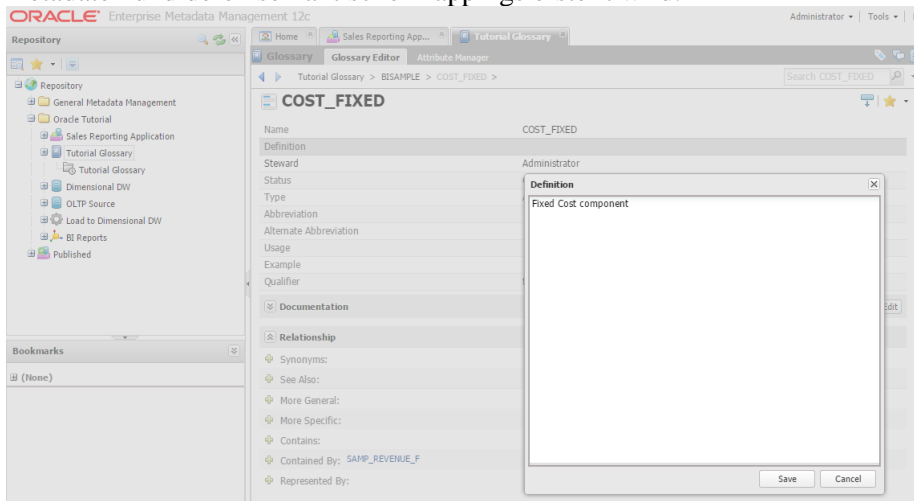 ORACLE Enterprise Metadata Management 12c
Administrator Tools
Repository
Home Sales Reporting App... Tutorial Glossary
Glossary Glossary Editor Attribute Manager
Tutorial Glossary > BISAMPLE > COST_FIXED >
Search COST_FIXED
Repository
General Metadata Management
Oracle Tutorial
Sales Reporting Application
Tutorial Glossary
Tutorial Glossary
Dimensional DW
OLTP Source
Load to Dimensional DW
BI Reports
Published
Bookmarks
(None)
COST_FIXED
Name COST_FIXED
Definition
Steward Administrator
Status
Type
Abbreviation
Alternate Abbreviation
Usage
Example
Qualifier
Documentation
Edit
Relationship
Synonyms:
See Also:
More General:
More Specific:
Contains:
Contained By: SAMP_REVENUE_F
Represented By:
Definition
Fixed Cost component
Save Cancel